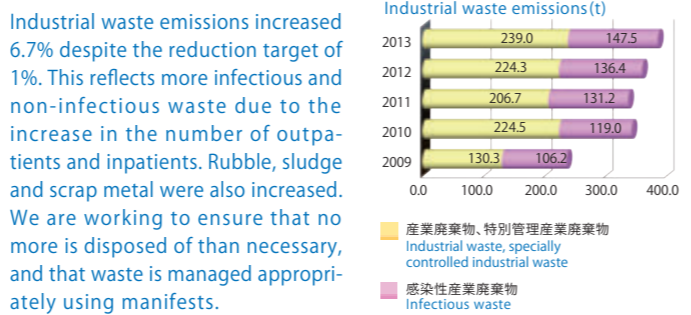 Industrial waste emissions increased
6.7% despite the reduction target of
1%. This reflects more infectious and
non-infectious waste due to the
increase in the number of outpa-
tients and inpatients. Rubble, sludge
and scrap metal were also increased.
We are working to ensure that no
more is disposed of than necessary,
and that waste is managed appropri-
ately using manifests.
Industrial waste emissions(t)
2013 239.0 147.5
2012 224.3 136.4
2011 206.7 131.2
2010 224.5 119.0
2009 130.3 106.2
0.0 100.0 200.0 300.0 400.0
産業廃棄物、特別管理産業廃棄物
Industrial waste, specially
controlled industrial waste
感染性産業廃棄物
Infectious waste